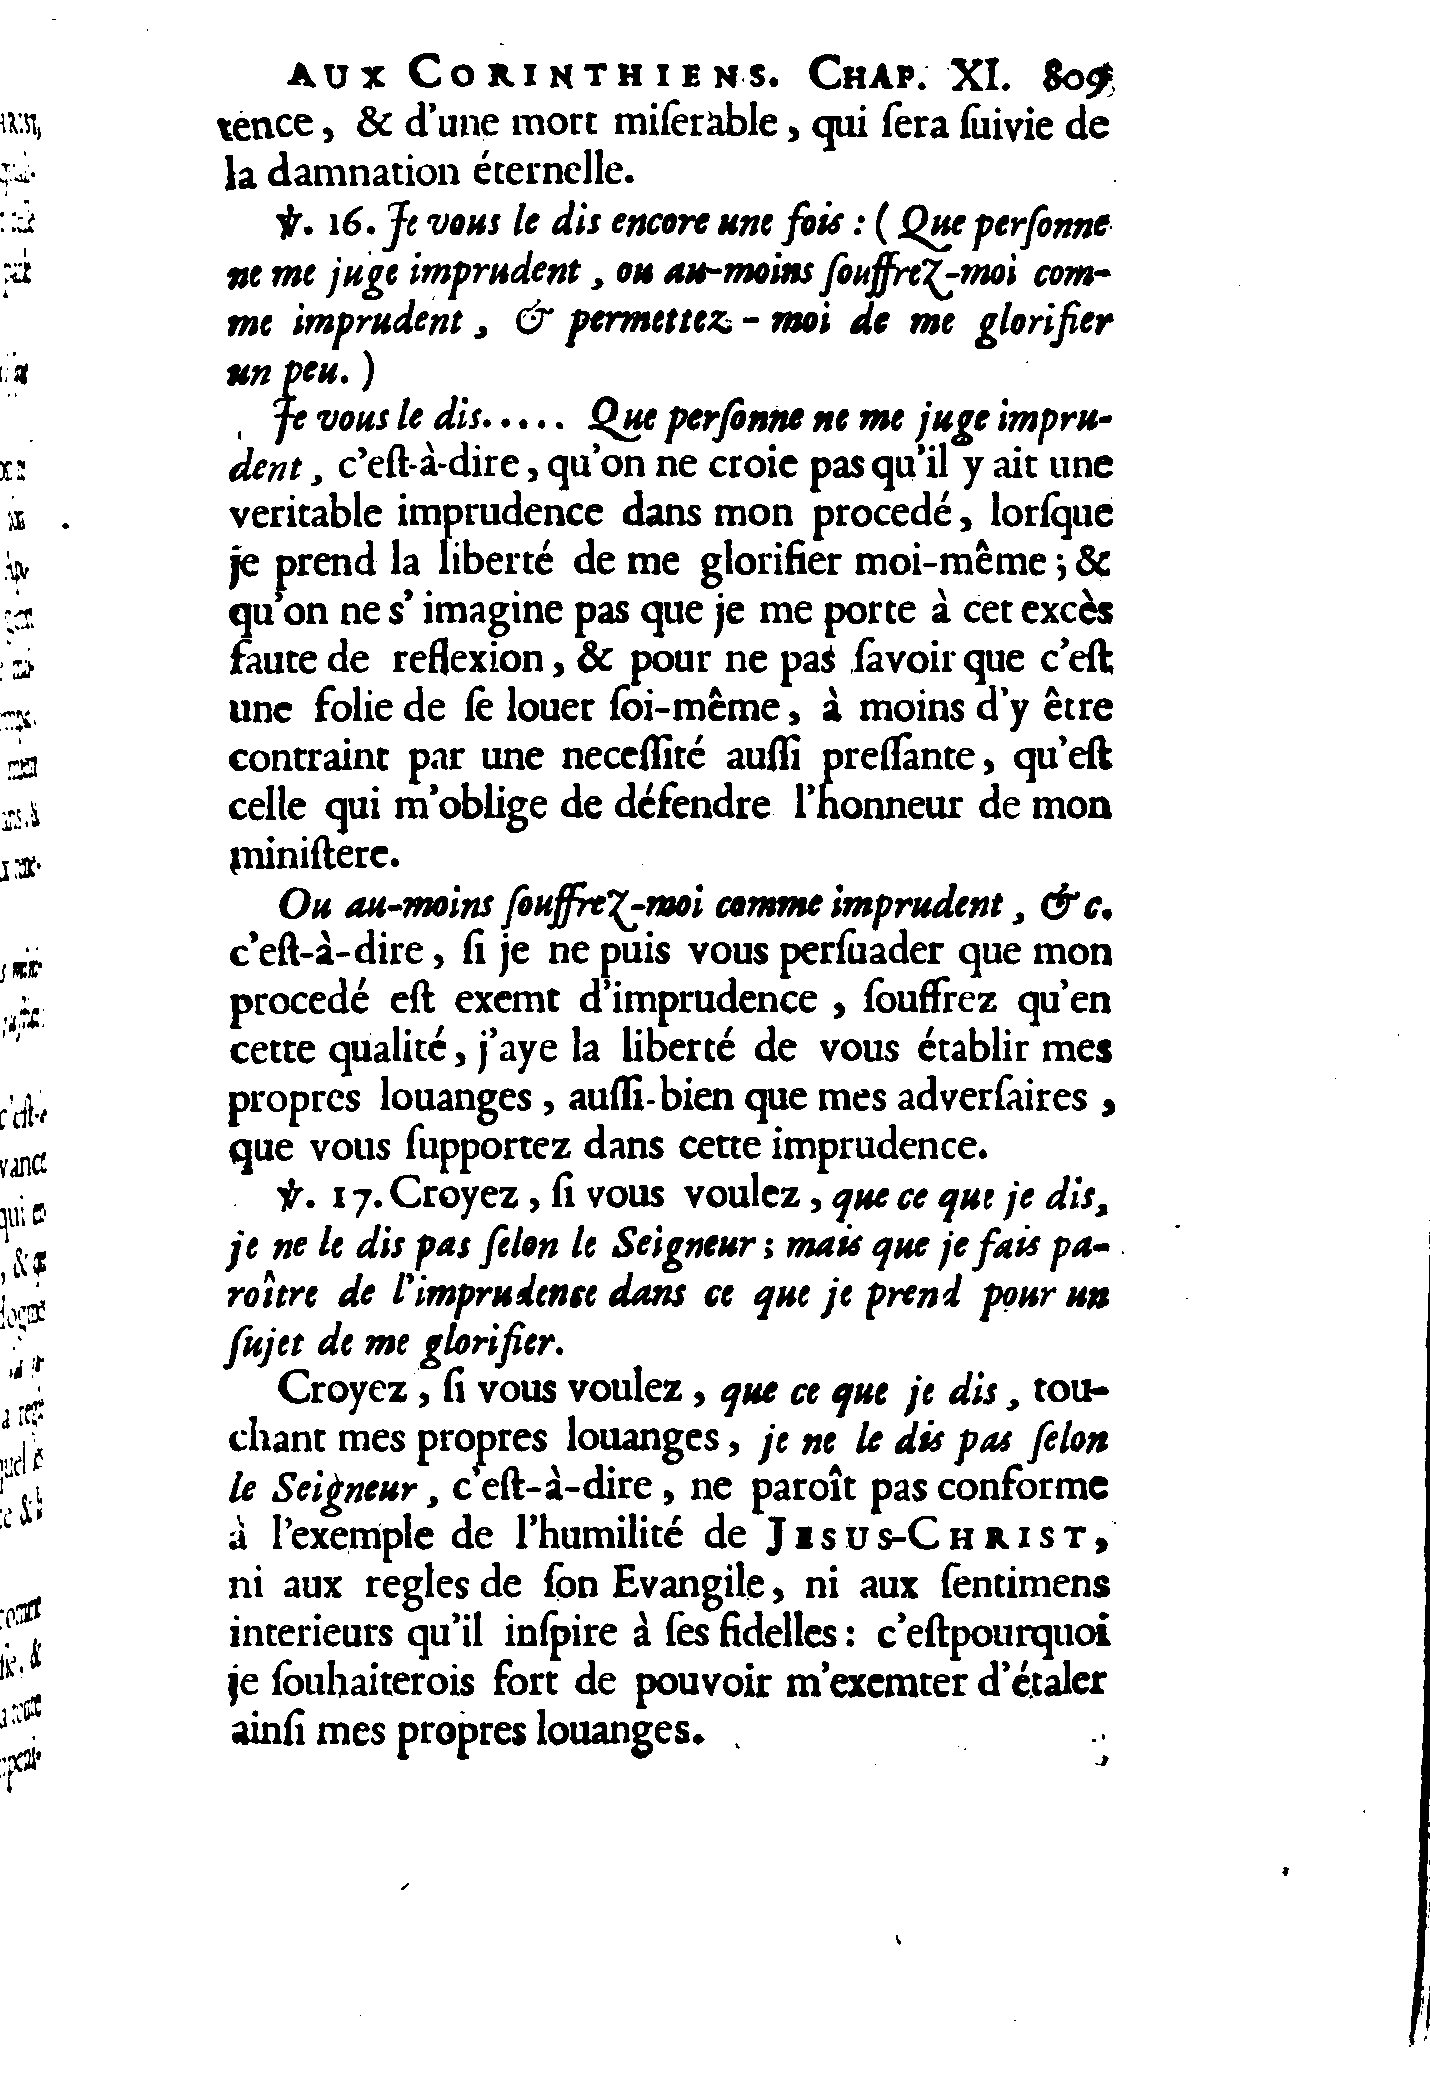 AUX CORINTHIENS. CHAP. XI. 809
tence, & d'une mort miſerable, qui ſera ſuivie de
la damnation éternelle.
℣. 16. Je vous le dis encore une fois : ( Que perſonne
ne me juge imprudent, ou au-moins ſouffrez-moi com-
me imprudent, & permettez-moi de me glorifier
un peu. )
Je vous le dis..... Que perſonne ne me juge impru-
dent, c'eſt-à-dire, qu'on ne croie pas qu'il y ait une
veritable imprudence dans mon procedé, lorſque
je prend la liberté de me glorifier moi-même ; &
qu'on ne s'imagine pas que je me porte à cet excès
faute de reflexion, & pour ne pas ſavoir que c'eſt
une folie de ſe louer ſoi-même, à moins d'y être
contraint par une neceſſité auſſi preſſante, qu'eſt
celle qui m'oblige de défendre l'honneur de mon
miniſtere.
Ou au-moins ſouffrez-moi comme imprudent, &c.
c'eſt-à-dire, ſi je ne puis vous perſuader que mon
procedé eſt exemt d'imprudence, ſouffrez qu'en
cette qualité, j'aye la liberté de vous établir mes
propres louanges, auſſi-bien que mes adverſaires,
que vous ſupportez dans cette imprudence.
℣. 17. Croyez, ſi vous voulez, que ce que je dis,
je ne le dis pas ſelon le Seigneur ; mais que je fais pa-
roître de l'imprudence dans ce que je prend pour un
ſujet de me glorifier.
Croyez, ſi vous voulez, que ce que je dis, tou-
chant mes propres louanges, je ne le dis pas ſelon
le Seigneur, c'eſt-à-dire, ne paroît pas conforme
à l'exemple de l'humilité de JESUS-CHRIST,
ni aux regles de ſon Evangile, ni aux ſentimens
interieurs qu'il inſpire à ſes fidelles : c'eſtpourquoi
je ſouhaiterois fort de pouvoir m'exemter d'étaler
ainſi mes propres louanges.